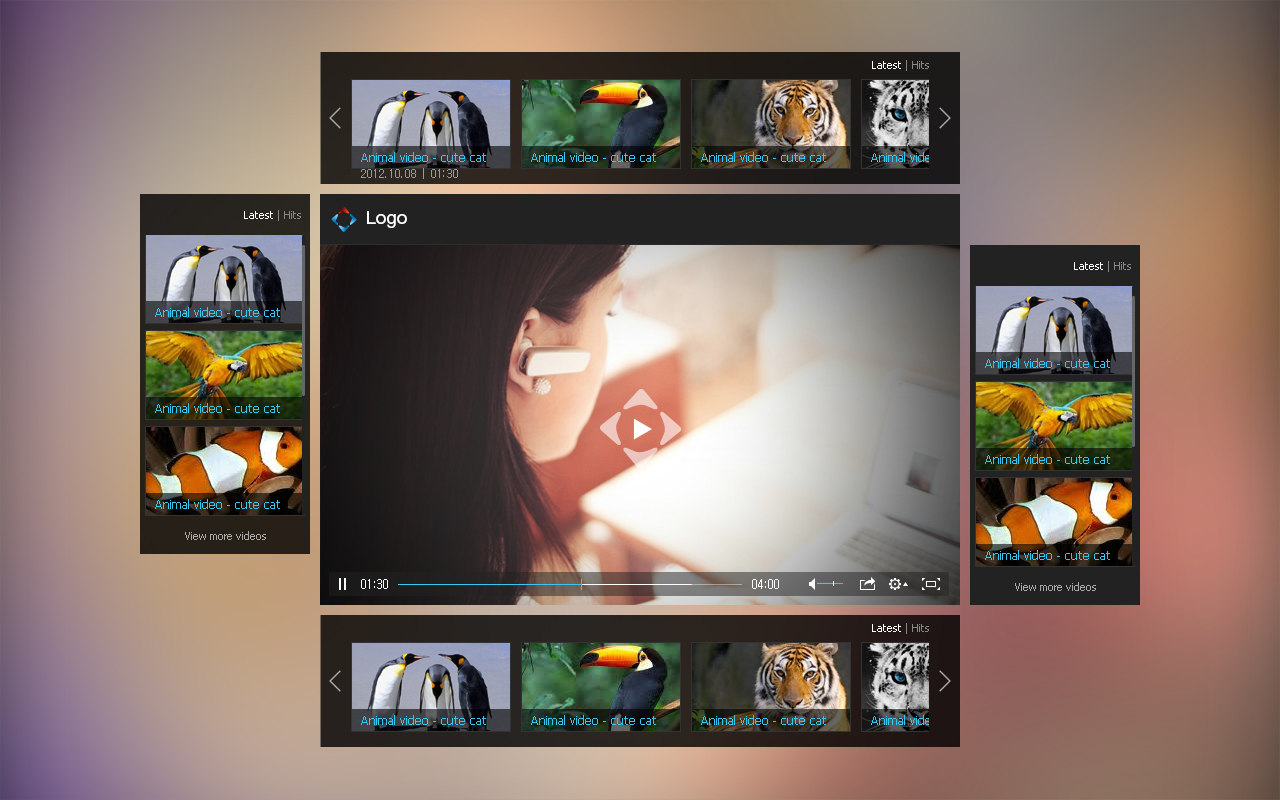 Latest | Hits
Animal video - cute cat
Animal video - cute cat
Animal video - cute cat
Animal vide
2012.10.08 | 01:30
Latest | Hits
Animal video - cute cat
Animal video - cute cat
Animal video - cute cat
View more videos
Logo
01:30
04:00
Latest | Hits
Animal video - cute cat
Animal video - cute cat
Animal video - cute cat
View more videos
Latest | Hits
Animal video - cute cat
Animal video - cute cat
Animal video - cute cat
Animal vide